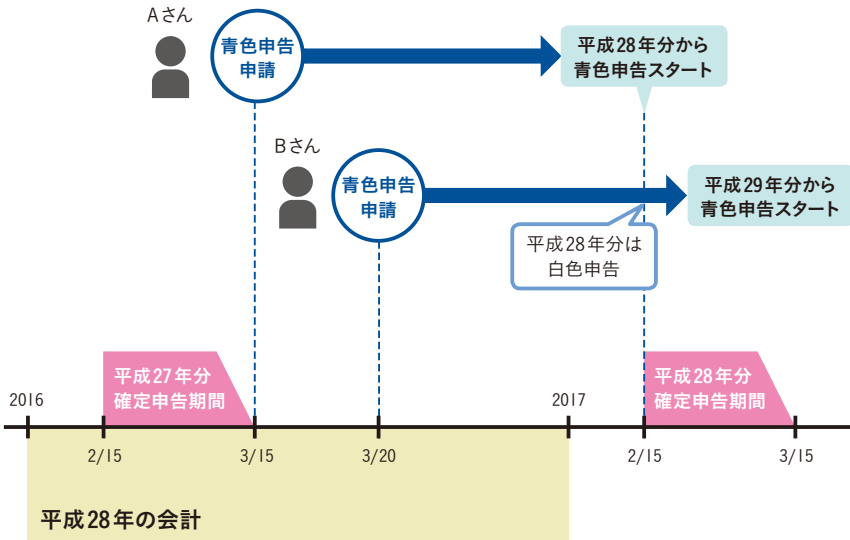 Aさん
青色申告
申請
平成28年分から
青色申告スタート
Bさん
青色申告
申請
平成29年分から
青色申告スタート
平成28年分は
白色申告
平成27年分
確定申告期間
平成28年分
確定申告期間
2016
2017
2/15
3/15
3/20
2/15
3/15
平成28年の会計